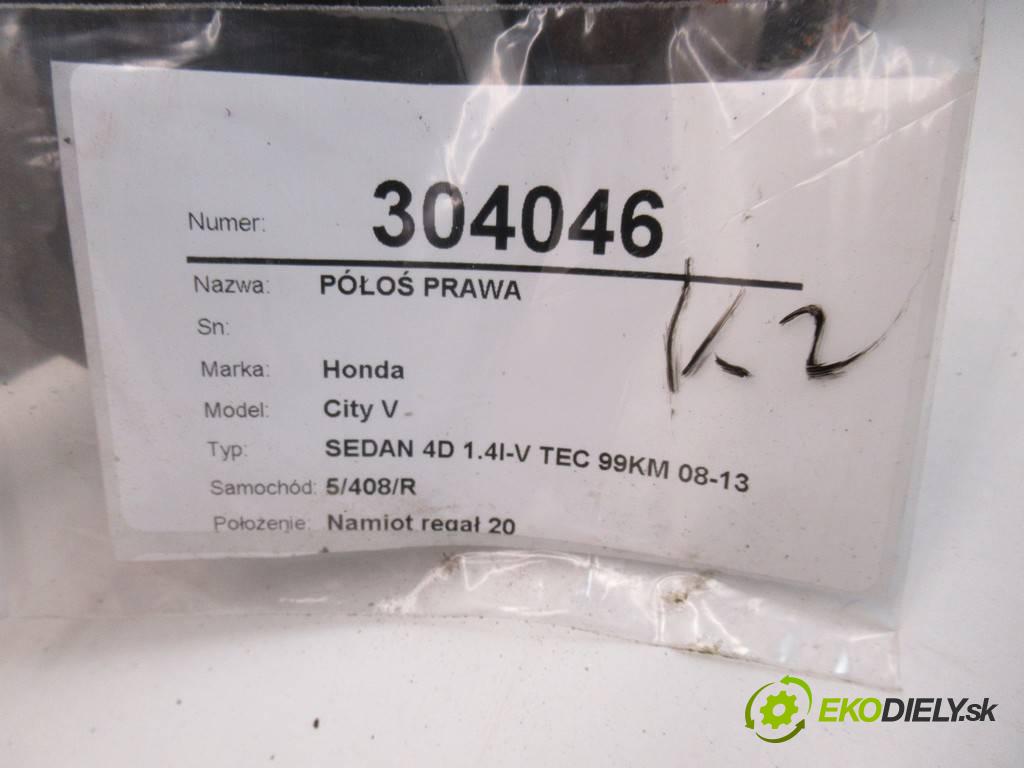 Numer: 304046
Nazwa: PÓŁOŚ PRAWA
Sn:
Marka: Honda
Model: City V
Typ: SEDAN 4D 1.4I-V TEC 99KM 08-13
Samochód: 5/408/R
Położenie: Namiot regał 20
EKODIELY.sk